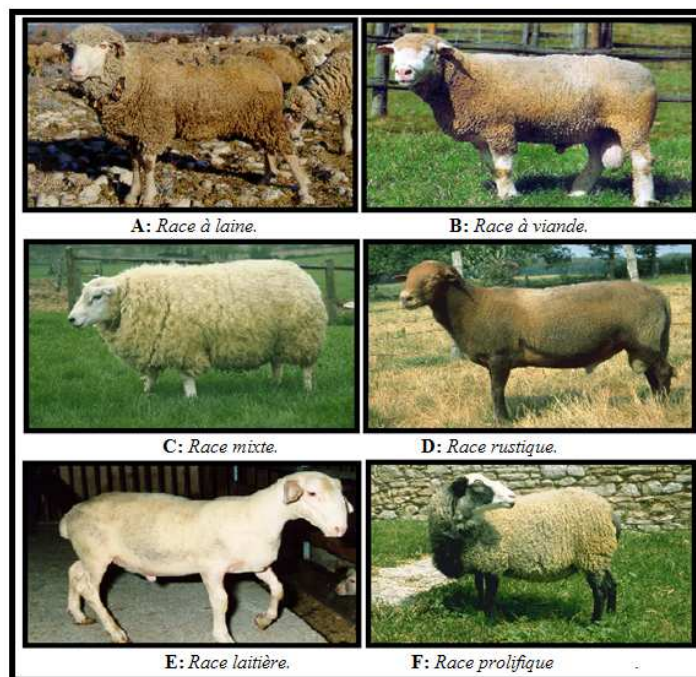 A: Race à laine. B: Race à viande.
C: Race mixte. D: Race rustique.
E: Race laitière. F: Race prolifique .